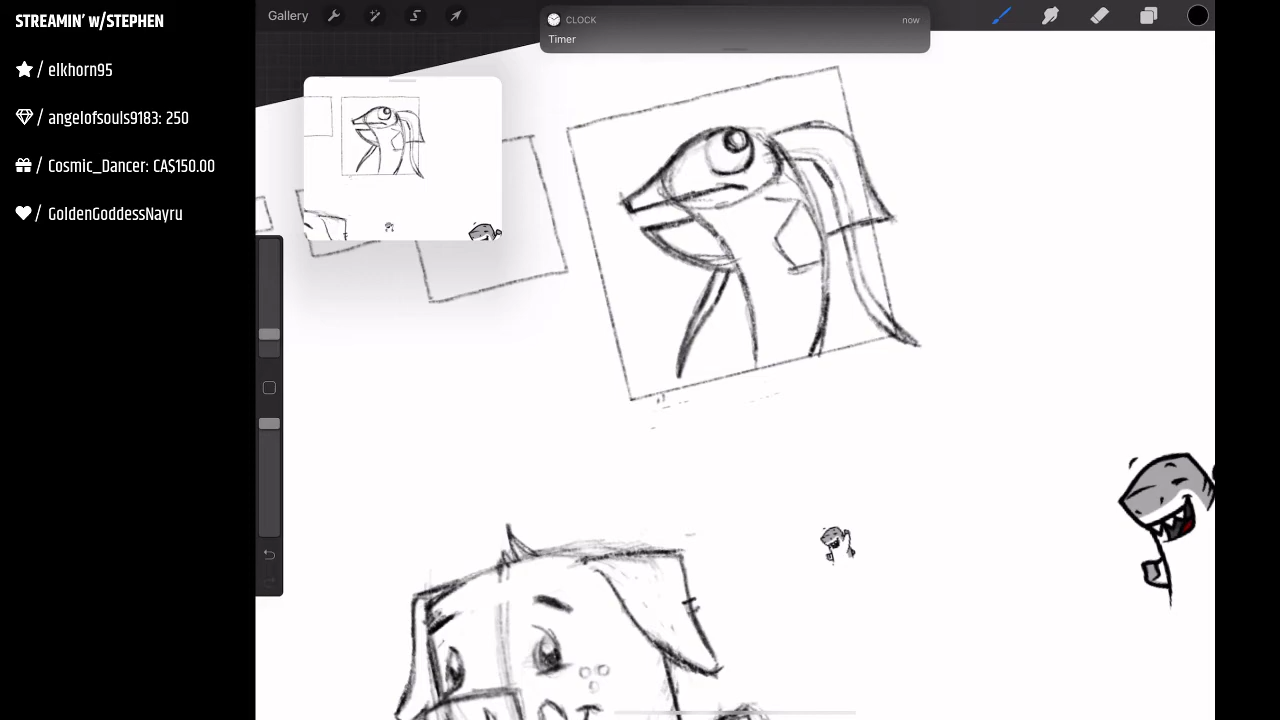 STREAMIN' w/STEPHEN
/ elkhorn95
/ angelofsouls9183: 250
/ Cosmic_Dancer: CA$150.00
/ GoldenGoddessNayru
Gallery
CLOCK now
Timer